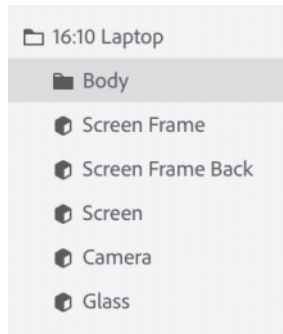 16:10 Laptop
Body
Screen Frame
Screen Frame Back
Screen
Camera
Glass